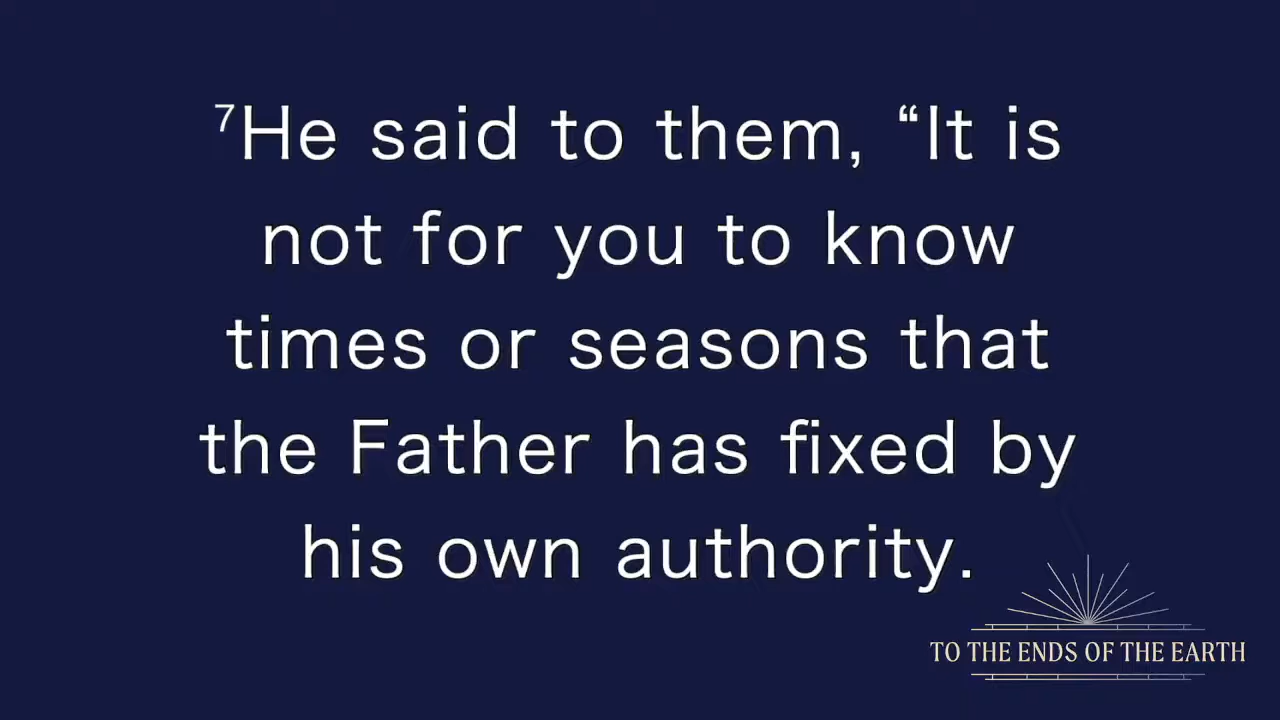 ⁷He said to them, “It is
not for you to know
times or seasons that
the Father has fixed by
his own authority.
TO THE ENDS OF THE EARTH